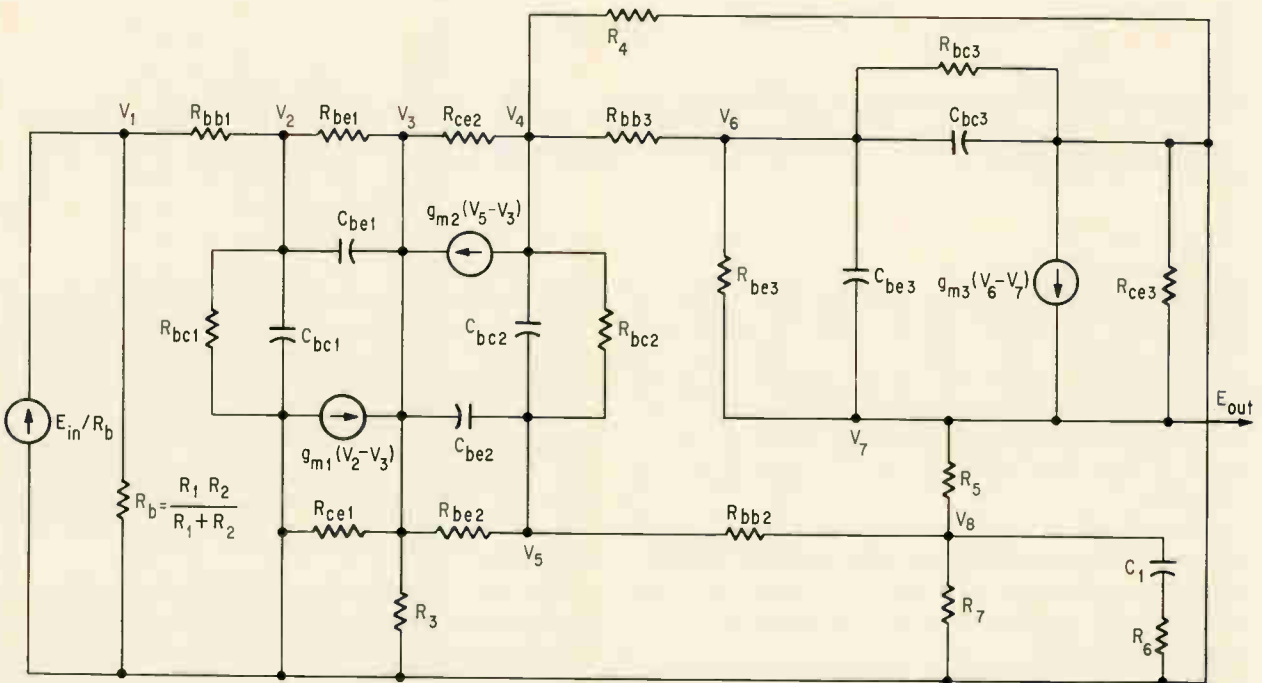 R4
Rbc3
V1 Rbb1 V2 Rbe1 V3 Rce2 V4 Rbb3 V6 Cbc3
Cbe1 gm2(V5−V3)
Rbc1 Cbc1 Cbc2 Rbc2 Rbe3 Cbe3 gm3(V6−V7) Rce3
Ein/Rb gm1(V2−V3) Cbe2 V7 Eout
Rb = R1 R2 / R1 + R2
R5
Rce1 Rbe2 V5 Rbb2 V8
C1
R3 R7 R6